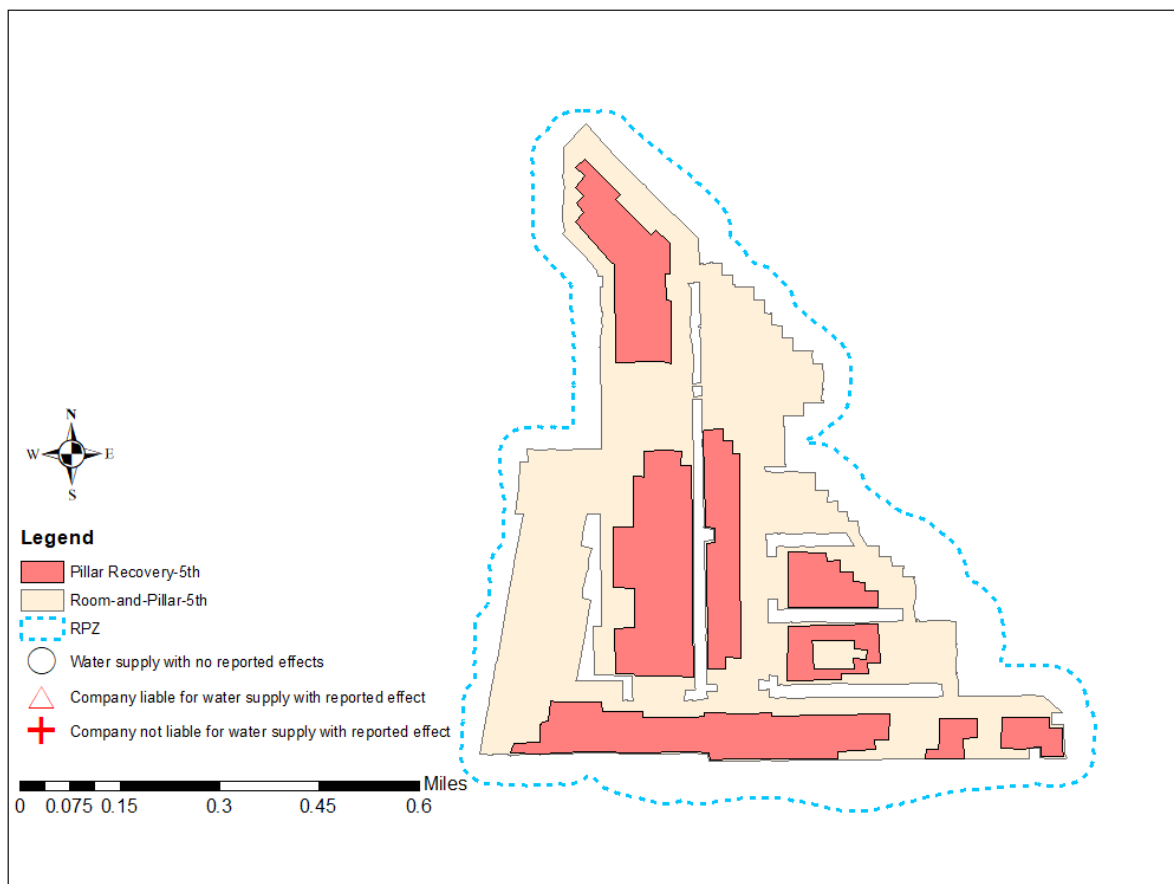 N
W E
S
Legend
Pillar Recovery-5th
Room-and-Pillar-5th
RPZ
Water supply with no reported effects
Company liable for water supply with reported effect
Company not liable for water supply with reported effect
Miles
0 0.075 0.15 0.3 0.45 0.6